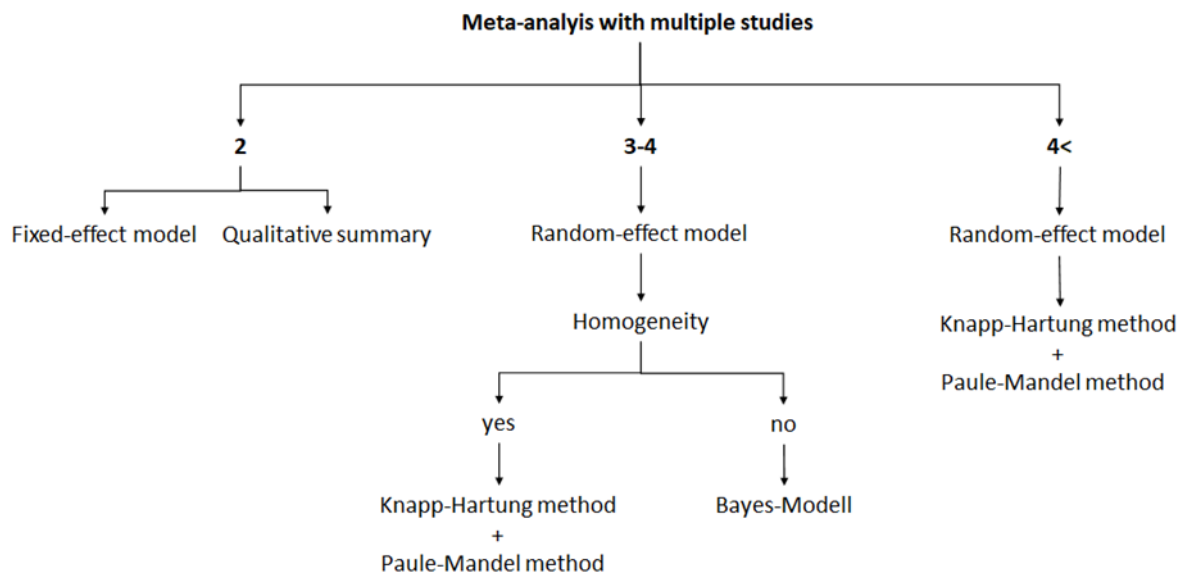 Meta-analyis with multiple studies
2
3-4
4<
Fixed-effect model
Qualitative summary
Random-effect model
Random-effect model
Homogeneity
Knapp-Hartung method
+
Paule-Mandel method
yes
no
Knapp-Hartung method
+
Paule-Mandel method
Bayes-Modell